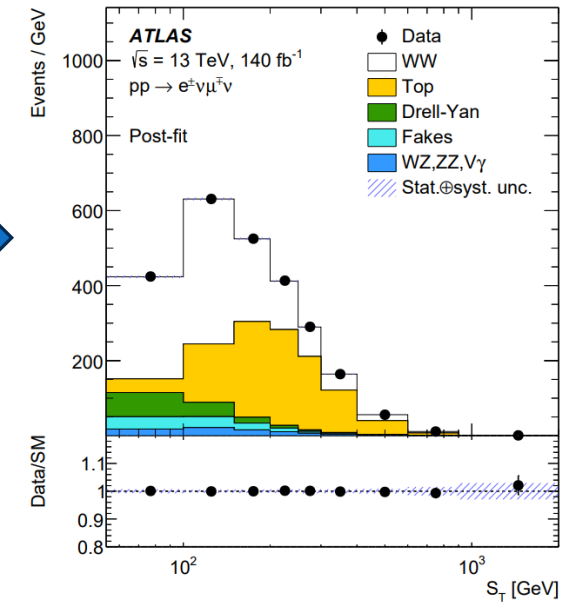 Events / GeV
1000
800
600
400
200
ATLAS
√s = 13 TeV, 140 fb⁻¹
pp → e±νμ∓ν
Post-fit
Data
WW
Top
Drell-Yan
Fakes
WZ,ZZ,Vγ
Stat.⊕syst. unc.
Data/SM
1.1
1
0.9
0.8
10²
10³
S_T [GeV]